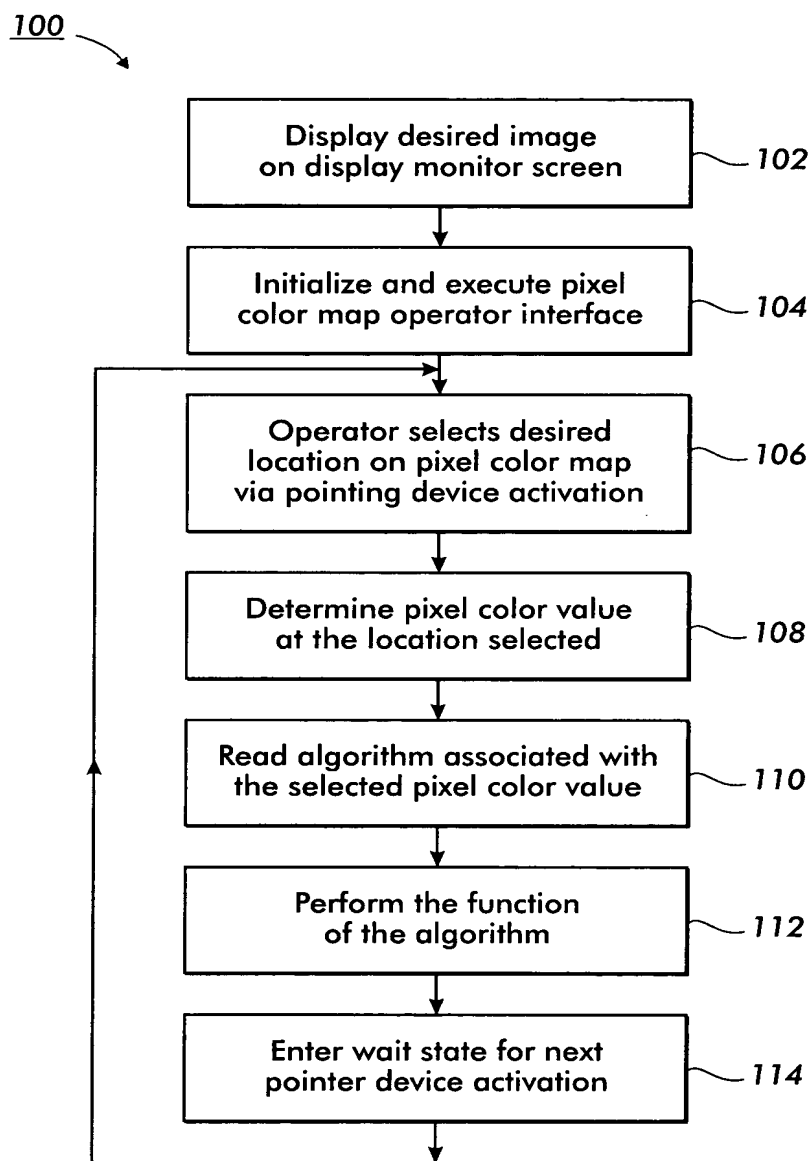 100
Display desired image
on display monitor screen
102
Initialize and execute pixel
color map operator interface
104
Operator selects desired
location on pixel color map
via pointing device activation
106
Determine pixel color value
at the location selected
108
Read algorithm associated with
the selected pixel color value
110
Perform the function
of the algorithm
112
Enter wait state for next
pointer device activation
114